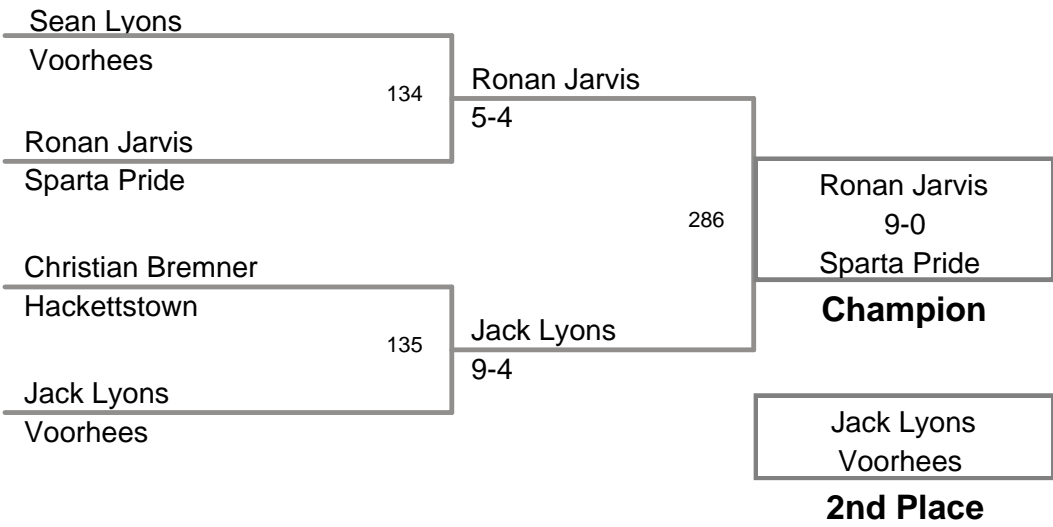 Sean Lyons
Voorhees
134
Ronan Jarvis
Sparta Pride
Ronan Jarvis
5-4
Christian Bremner
Hackettstown
135
Jack Lyons
Voorhees
Jack Lyons
9-4
286
Ronan Jarvis
9-0
Sparta Pride
Champion
Jack Lyons
Voorhees
2nd Place